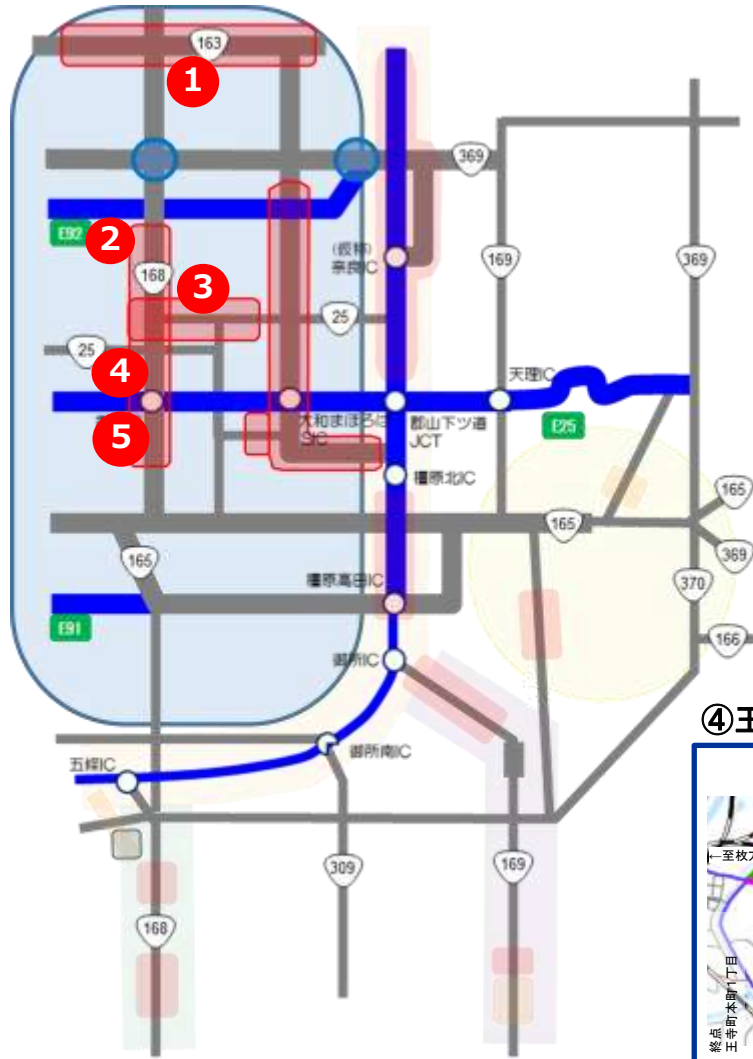 163
1
369
E92
2
(仮称)
奈良IC
169
369
168
3
25
25
4
天理IC
5
大和まほろば
SIC
郡山下ツ道
JCT
E25
橿原北IC
165
165
165
369
橿原高田IC
370
E91
166
御所IC
④王
五條IC
御所南IC
309
169
168
←至枚方
終点
王寺町本町1丁目